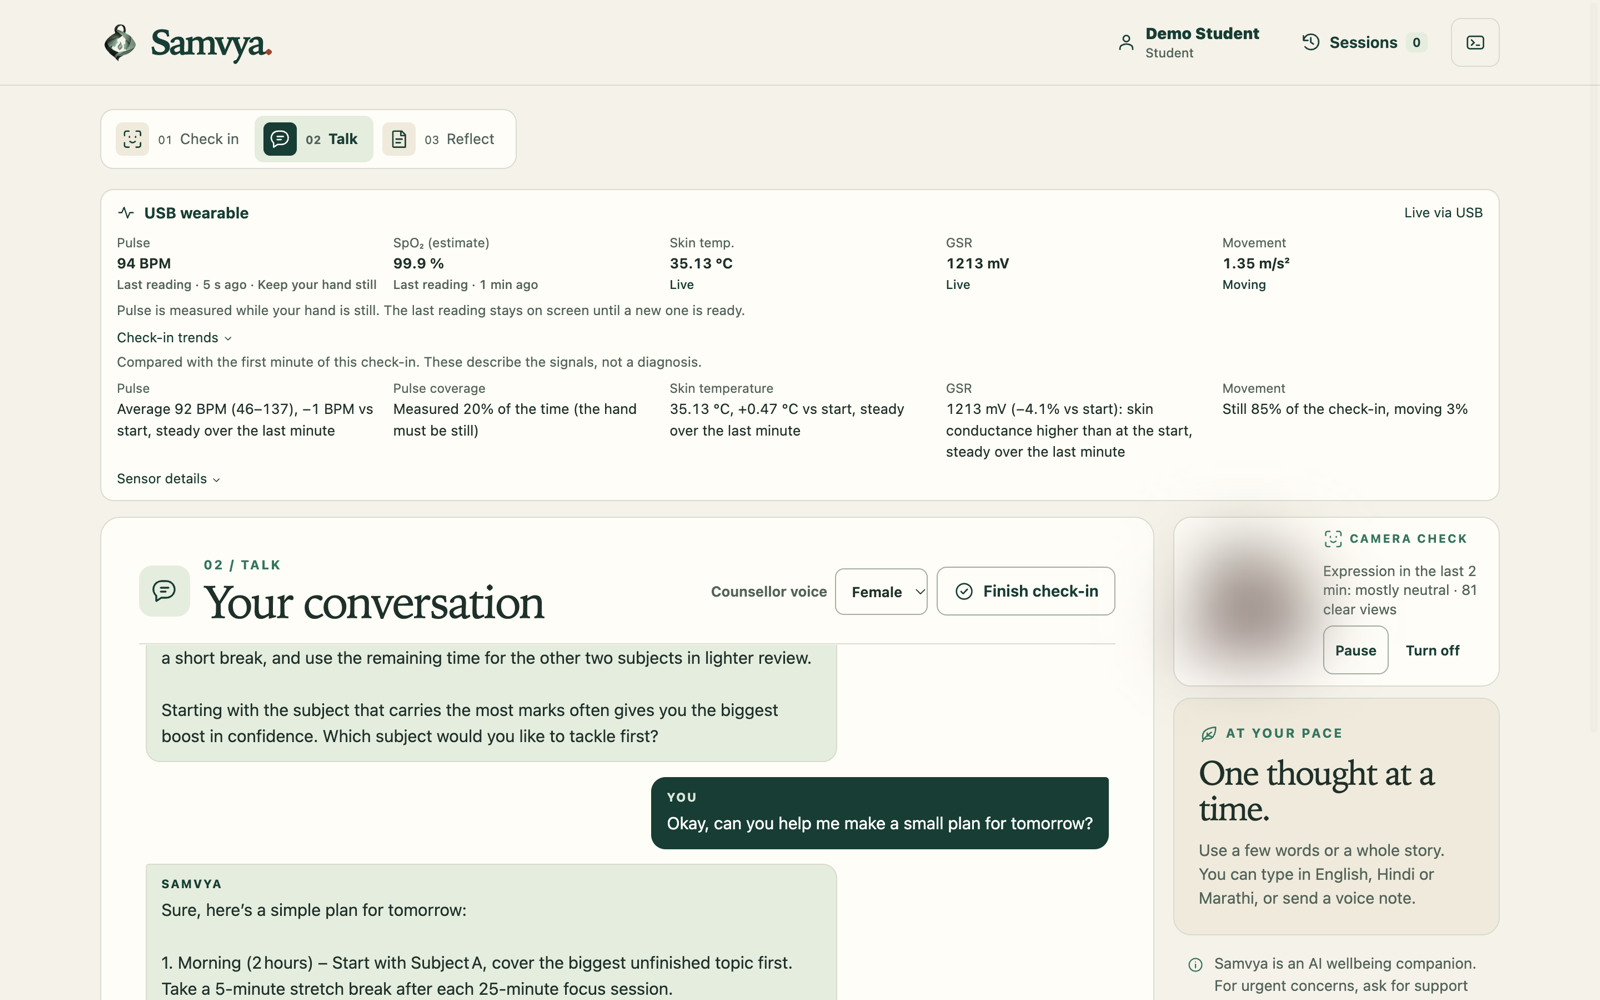 Samvya.
Demo Student
Student
Sessions 0
01 Check in
02 Talk
03 Reflect
USB wearable
Live via USB
Pulse
94 BPM
Last reading · 5 s ago · Keep your hand still
SpO₂ (estimate)
99.9 %
Last reading · 1 min ago
Skin temp.
35.13 °C
Live
GSR
1213 mV
Live
Movement
1.35 m/s²
Moving
Pulse is measured while your hand is still. The last reading stays on screen until a new one is ready.
Check-in trends
Compared with the first minute of this check-in. These describe the signals, not a diagnosis.
Pulse
Average 92 BPM (46–137), −1 BPM vs
start, steady over the last minute
Pulse coverage
Measured 20% of the time (the hand
must be still)
Skin temperature
35.13 °C, +0.47 °C vs start, steady
over the last minute
GSR
1213 mV (−4.1% vs start): skin
conductance higher than at the start,
steady over the last minute
Movement
Still 85% of the check-in, moving 3%
Sensor details
02 / TALK
Your conversation
Counsellor voice
Female
Finish check-in
a short break, and use the remaining time for the other two subjects in lighter review.
Starting with the subject that carries the most marks often gives you the biggest
boost in confidence. Which subject would you like to tackle first?
YOU
Okay, can you help me make a small plan for tomorrow?
SAMVYA
Sure, here's a simple plan for tomorrow:
1. Morning (2 hours) – Start with Subject A, cover the biggest unfinished topic first.
Take a 5-minute stretch break after each 25-minute focus session.
CAMERA CHECK
Expression in the last 2
min: mostly neutral · 81
clear views
Pause
Turn off
AT YOUR PACE
One thought at a
time.
Use a few words or a whole story.
You can type in English, Hindi or
Marathi, or send a voice note.
Samvya is an AI wellbeing companion.
For urgent concerns, ask for support